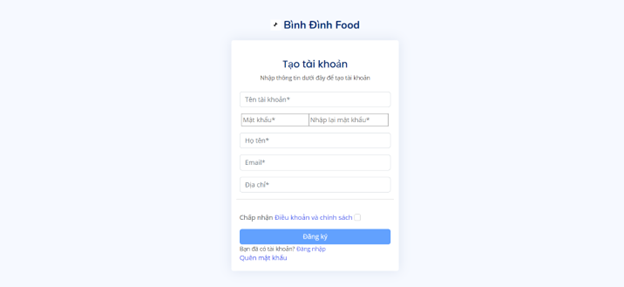 Bình Đình Food
Tạo tài khoản
Nhập thông tin dưới đây để tạo tài khoản
Tên tài khoản*
Mật khẩu* Nhập lại mật khẩu*
Họ tên*
Email*
Địa chỉ*
Chấp nhận Điều khoản và chính sách
Đăng ký
Bạn đã có tài khoản? Đăng nhập
Quên mật khẩu